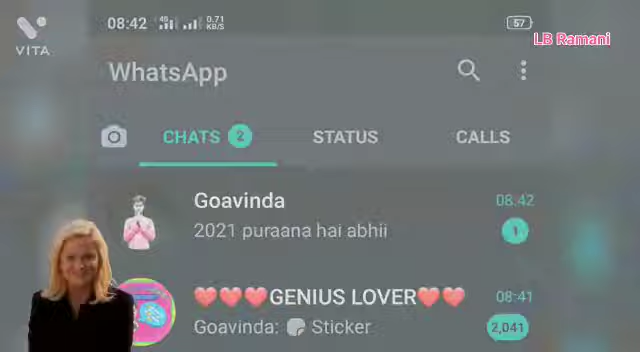 08:42 4G 0.71 KB/S 57
VITA
LB Ramani
WhatsApp
CHATS 2 STATUS CALLS
Goavinda 08.42
2021 puraana hai abhii 1
❤️❤️❤️GENIUS LOVER❤️❤️ 08:41
Goavinda: Sticker 2,041